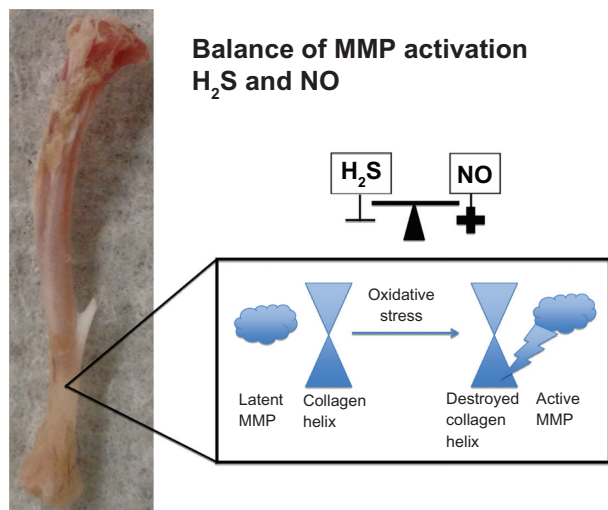 Balance of MMP activation
H₂S and NO
H₂S
NO
Oxidative
stress
Latent
MMP
Collagen
helix
Destroyed
collagen
helix
Active
MMP